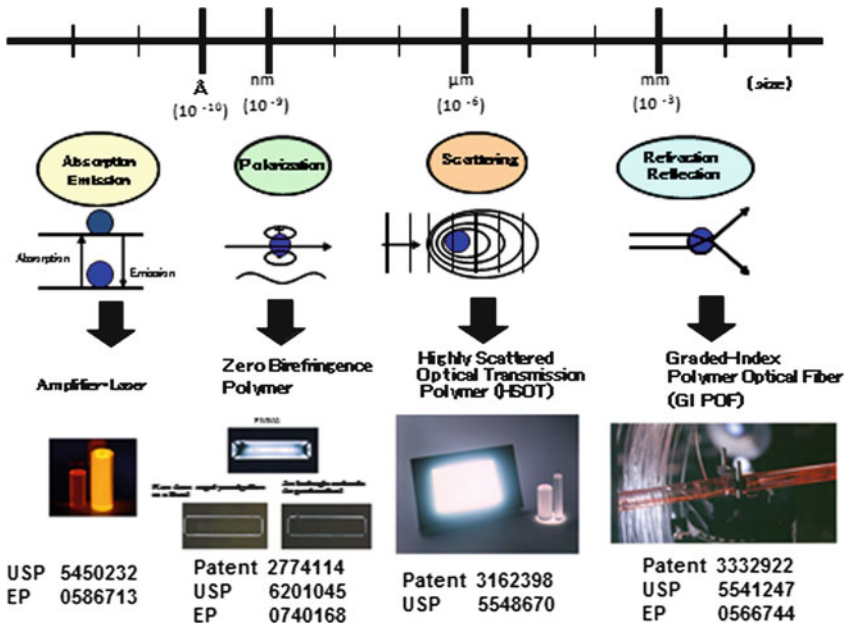 Å
nm
μm
mm
(size)
(10 -10)
(10 -9)
(10 -6)
(10 -3)
Absorption
Emission
Polarization
Scattering
Refraction
Reflection
Absorption
Emission
Amplifier·Laser
Zero Birefringence
Polymer
Highly Scattered
Optical Transmission
Polymer (HSOT)
Graded-Index
Polymer Optical Fiber
(GI POF)
USP 5450232
EP 0586713
Patent 2774114
USP 6201045
EP 0740168
Patent 3162398
USP 5548670
Patent 3332922
USP 5541247
EP 0566744